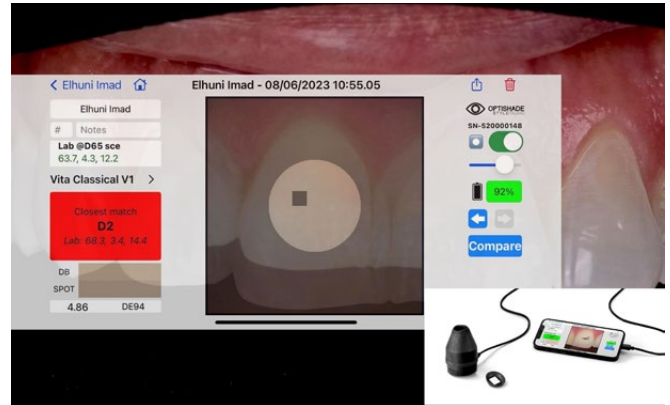 Elhuni Imad
Elhuni Imad - 08/06/2023 10:55.05
Elhuni Imad
# Notes
Lab @D65 sce
63.7, 4.3, 12.2
Vita Classical V1 >
Closest match
D2
Lab: 68.3, 3.4, 14.4
DB
SPOT
4.86 DE94
OPTISHADE
SN-520000148
92%
Compare